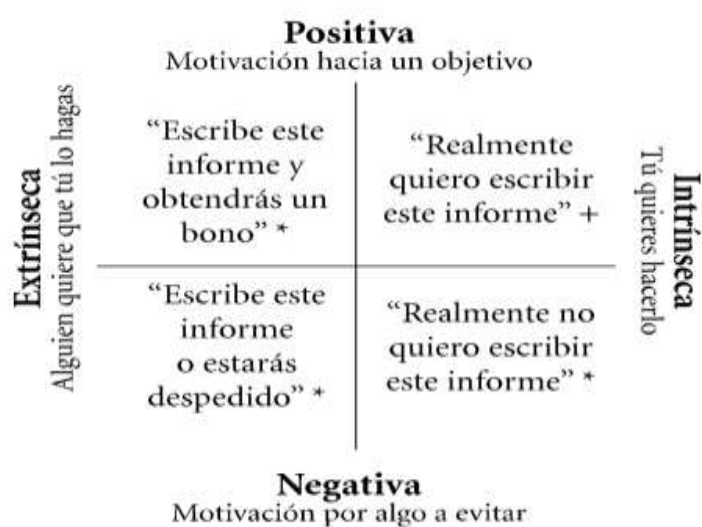 Positiva
Motivación hacia un objetivo
Extrínseca
Alguien quiere que tú lo hagas
“Escribe este
informe y
obtendrás un
bono” *
“Realmente
quiero escribir
este informe” +
Intrínseca
Tú quieres hacerlo
“Escribe este
informe
o estarás
despedido” *
“Realmente no
quiero escribir
este informe” *
Negativa
Motivación por algo a evitar